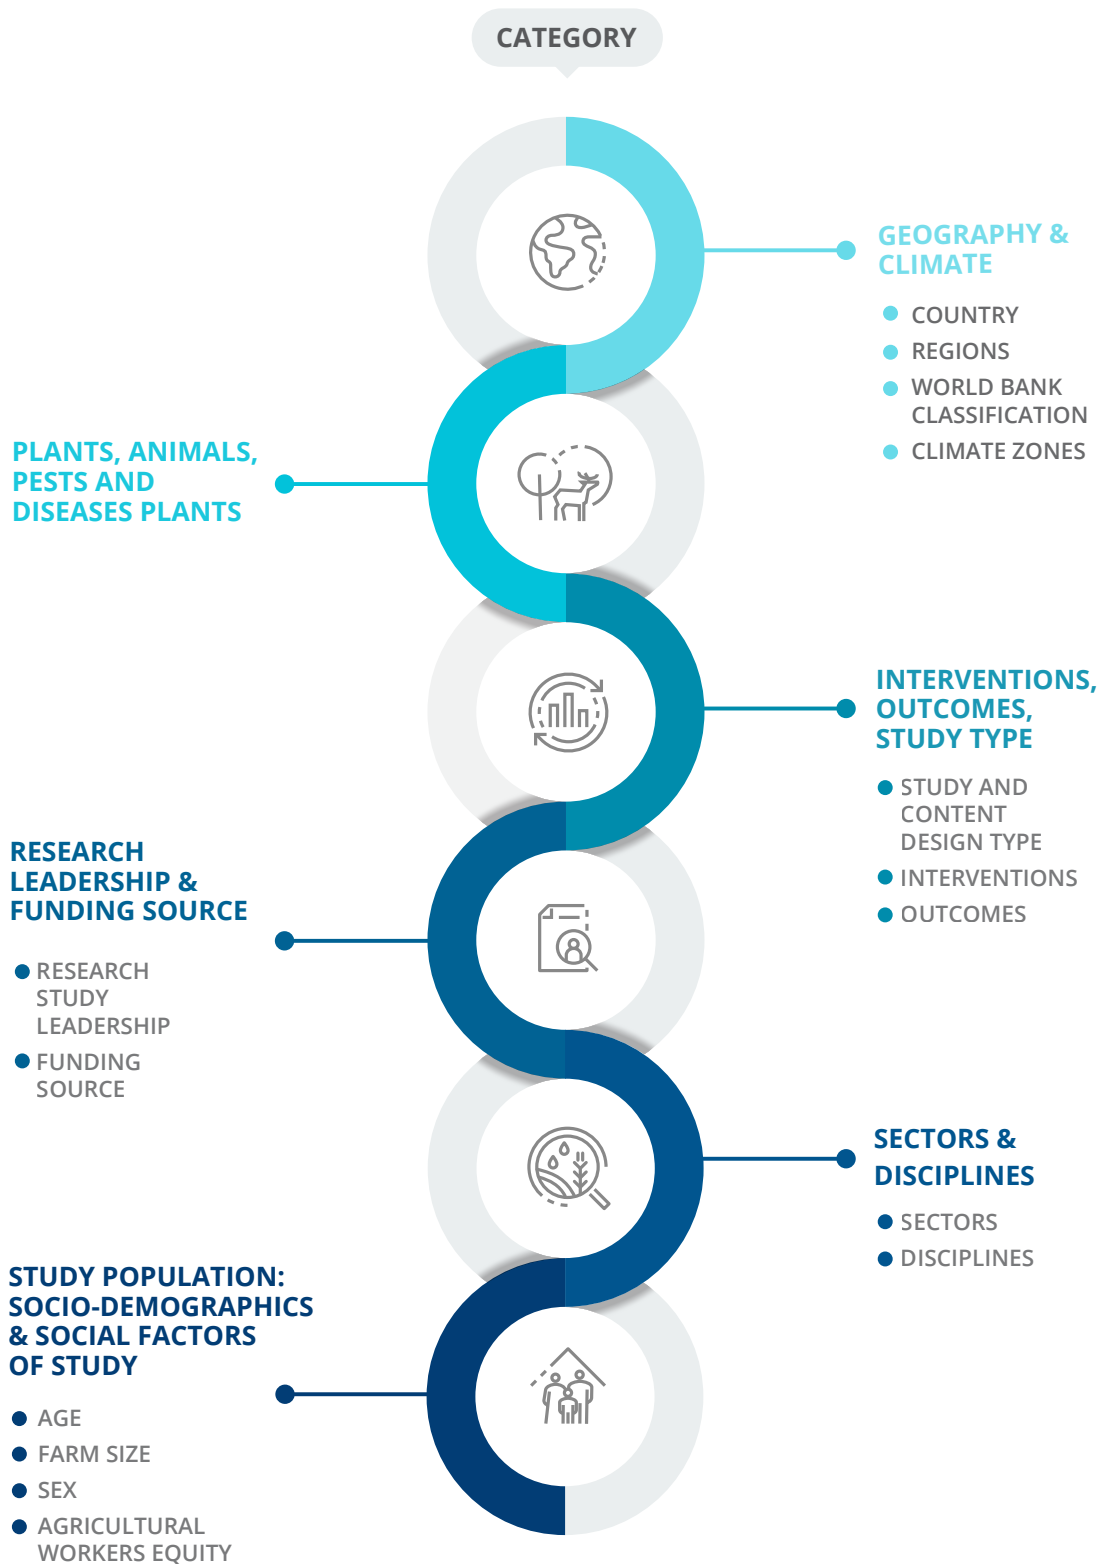 CATEGORY
GEOGRAPHY &
CLIMATE
COUNTRY
REGIONS
WORLD BANK
CLASSIFICATION
CLIMATE ZONES
PLANTS, ANIMALS,
PESTS AND
DISEASES PLANTS
INTERVENTIONS,
OUTCOMES,
STUDY TYPE
STUDY AND
CONTENT
DESIGN TYPE
INTERVENTIONS
OUTCOMES
RESEARCH
LEADERSHIP &
FUNDING SOURCE
RESEARCH
STUDY
LEADERSHIP
FUNDING
SOURCE
SECTORS &
DISCIPLINES
SECTORS
DISCIPLINES
STUDY POPULATION:
SOCIO-DEMOGRAPHICS
& SOCIAL FACTORS
OF STUDY
AGE
FARM SIZE
SEX
AGRICULTURAL
WORKERS EQUITY